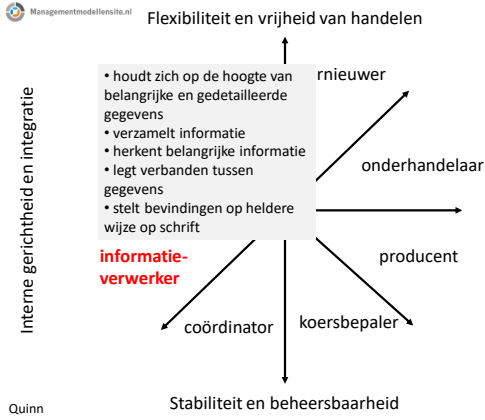 Managementmodellensite.nl
Flexibiliteit en vrijheid van handelen
rnieuwer
• houdt zich op de hoogte van
belangrijke en gedetailleerde
gegevens
• verzamelt informatie
• herkent belangrijke informatie
• legt verbanden tussen
gegevens
• stelt bevindingen op heldere
wijze op schrift
Interne gerichtheid en integratie
onderhandelaar
informatie-
verwerker
producent
coördinator
koersbepaler
Stabiliteit en beheersbaarheid
Quinn